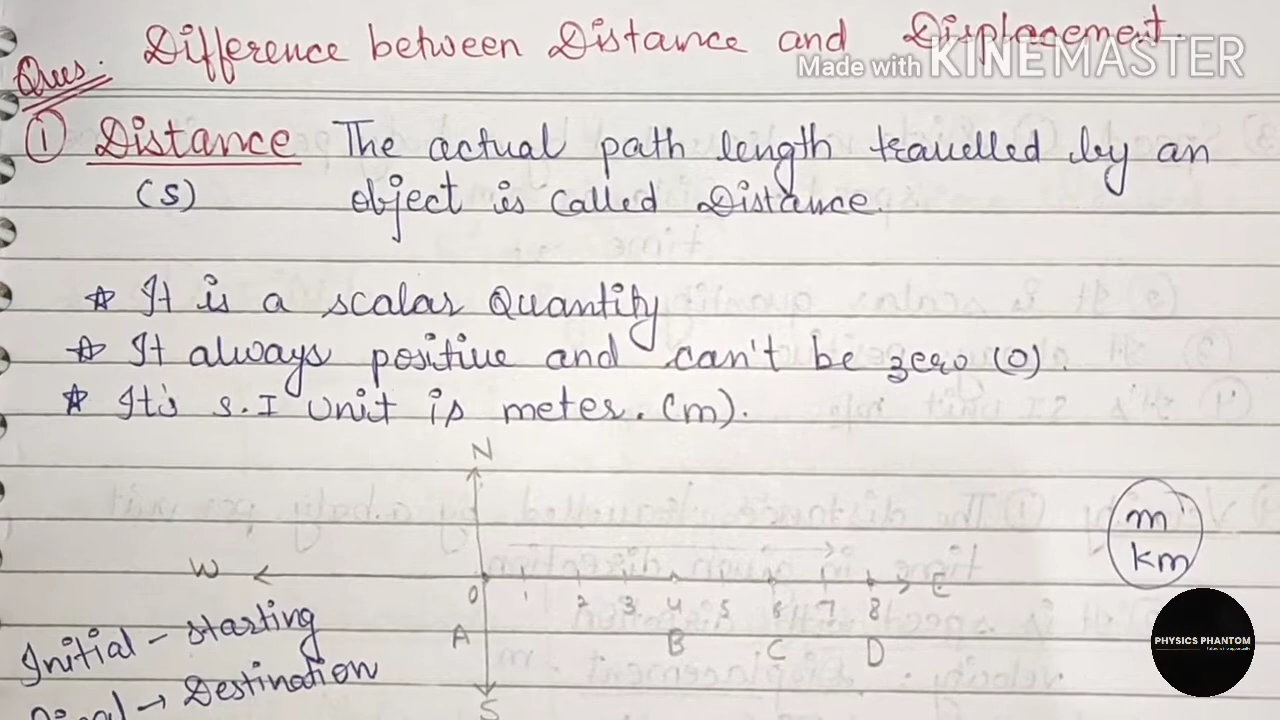 Difference between Distance and Displacement.
Ques.
Made with KINEMASTER
① Distance The actual path length travelled by an
(S) object is called Distance.
☆ It is a scalar Quantity
☆ It always positive and can't be zero (0).
☆ It's S.I Unit is meter. (m).
N
m
km
W E
0 1 2 3 4 5 6 7 8
A B C D
Initial - starting
→ Destination
S
PHYSICS PHANTOM